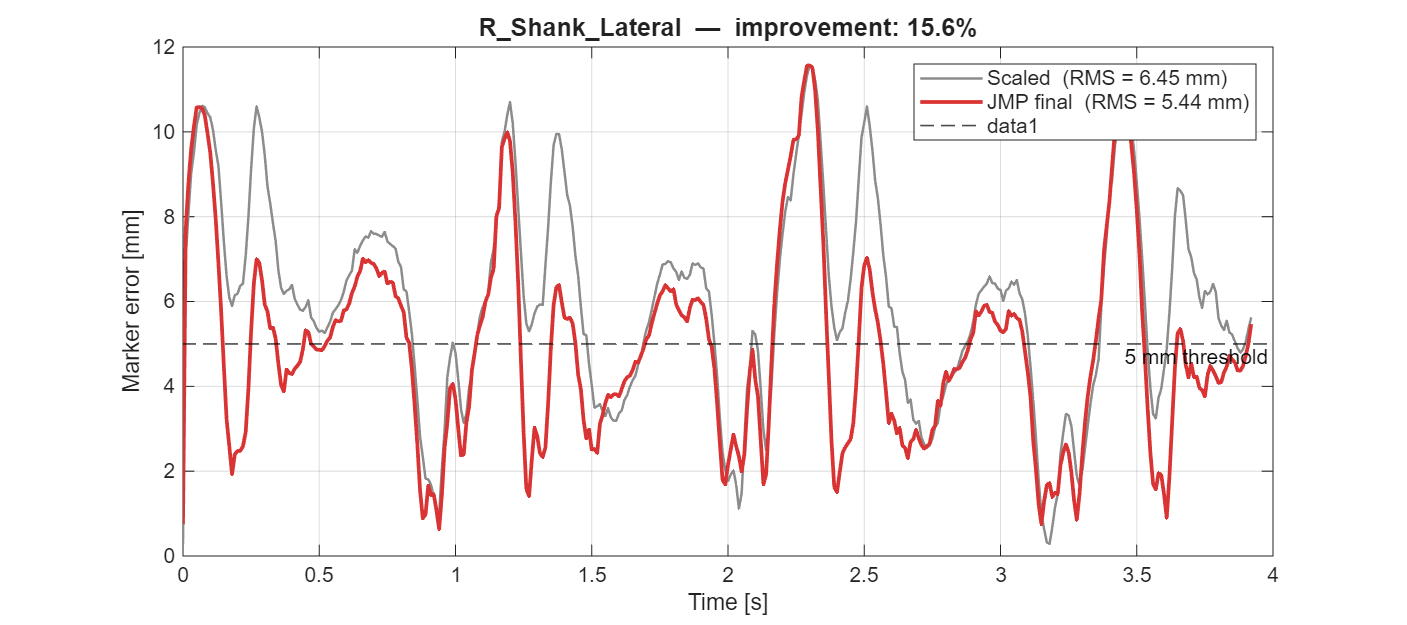 R_Shank_Lateral — improvement: 15.6%
Scaled (RMS = 6.45 mm)
JMP final (RMS = 5.44 mm)
data1
Marker error [mm]
12
10
8
6
4
2
0
5 mm threshold
0 0.5 1 1.5 2 2.5 3 3.5 4
Time [s]